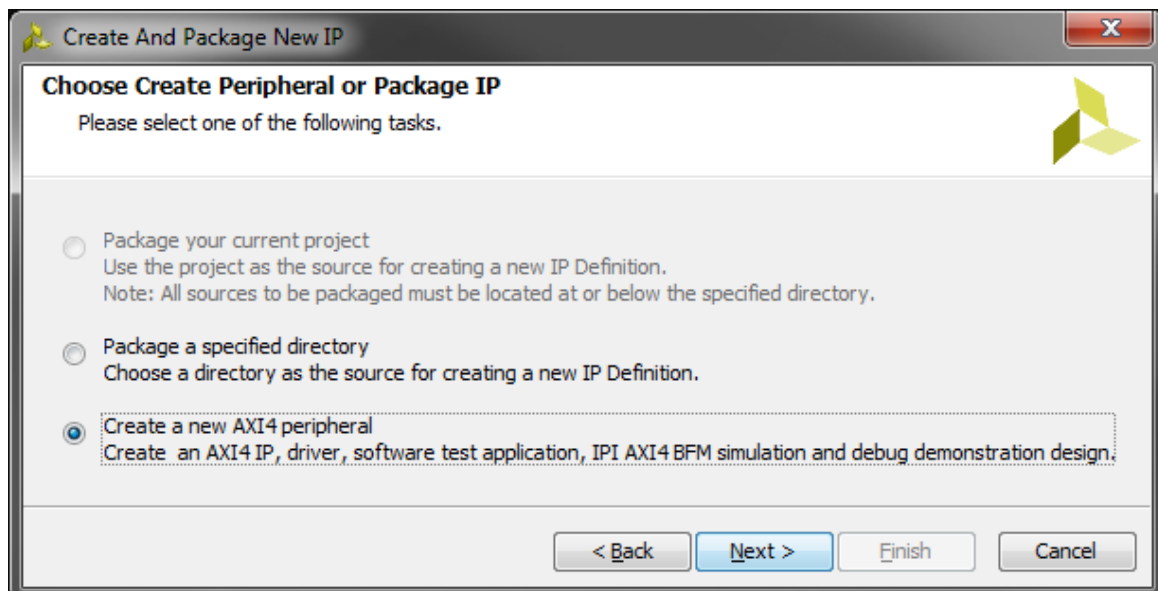 Create And Package New IP
Choose Create Peripheral or Package IP
Please select one of the following tasks.
Package your current project
Use the project as the source for creating a new IP Definition.
Note: All sources to be packaged must be located at or below the specified directory.
Package a specified directory
Choose a directory as the source for creating a new IP Definition.
Create a new AXI4 peripheral
Create an AXI4 IP, driver, software test application, IPI AXI4 BFM simulation and debug demonstration design.
< Back Next > Finish Cancel